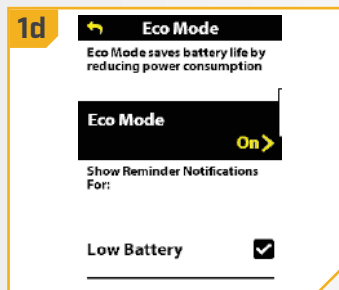 1d
Eco Mode
Eco Mode saves battery life by
reducing power consumption
Eco Mode
On
Show Reminder Notifications
For:
Low Battery